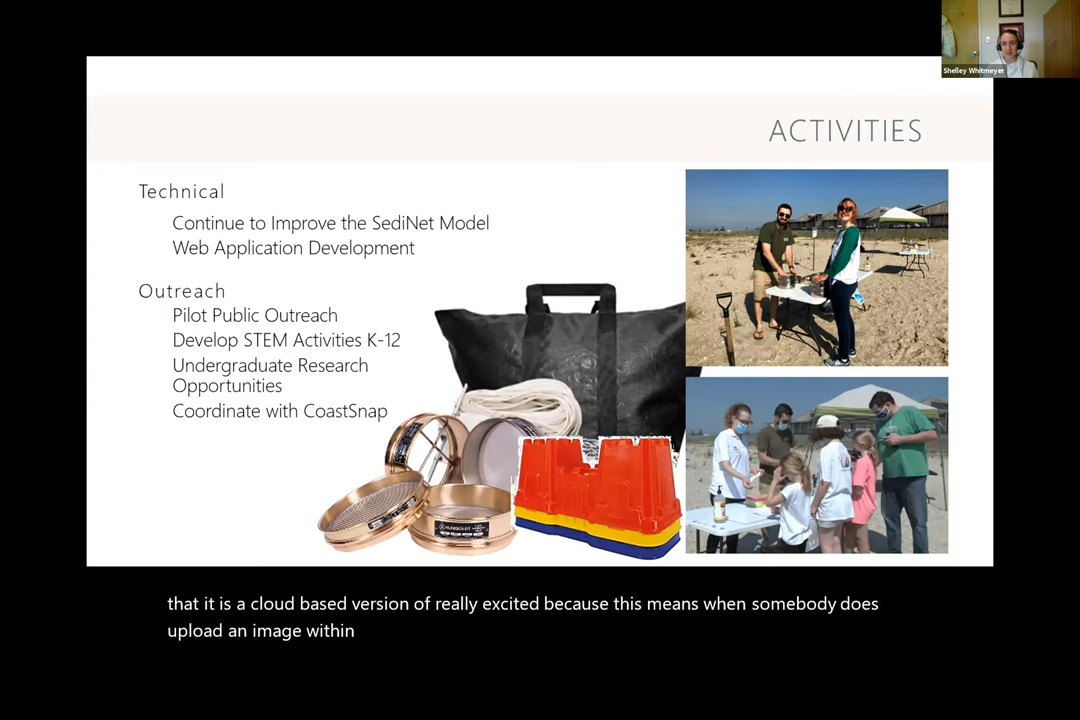 Shelley Whitmeyer
ACTIVITIES
Technical
Continue to Improve the SediNet Model
Web Application Development
Outreach
Pilot Public Outreach
Develop STEM Activities K-12
Undergraduate Research
Opportunities
Coordinate with CoastSnap
HUMBOLDT
that it is a cloud based version of really excited because this means when somebody does
upload an image within